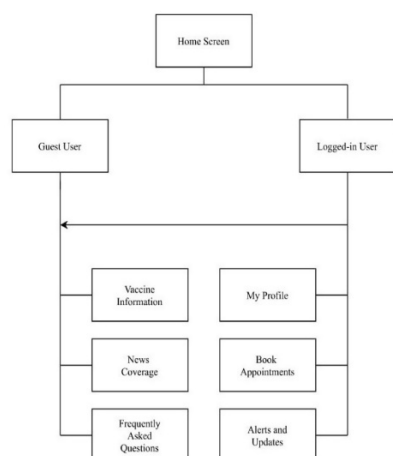 Home Screen
Guest User
Logged-in User
Vaccine
Information
My Profile
News
Coverage
Book
Appointments
Frequently
Asked
Questions
Alerts and
Updates